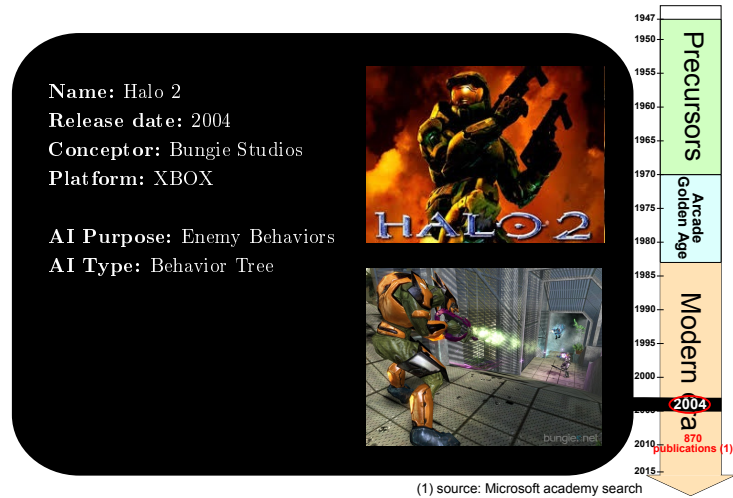 Name: Halo 2
Release date: 2004
Conceptor: Bungie Studios
Platform: XBOX
AI Purpose: Enemy Behaviors
AI Type: Behavior Tree
HALO 2
bungie.net
1947
1950
1955
1960
1965
1970
1975
1980
1985
1990
1995
2000
2004
2010
2015
Precursors
Arcade
Golden Age
Modern era
870
publications (1)
(1) source: Microsoft academy search